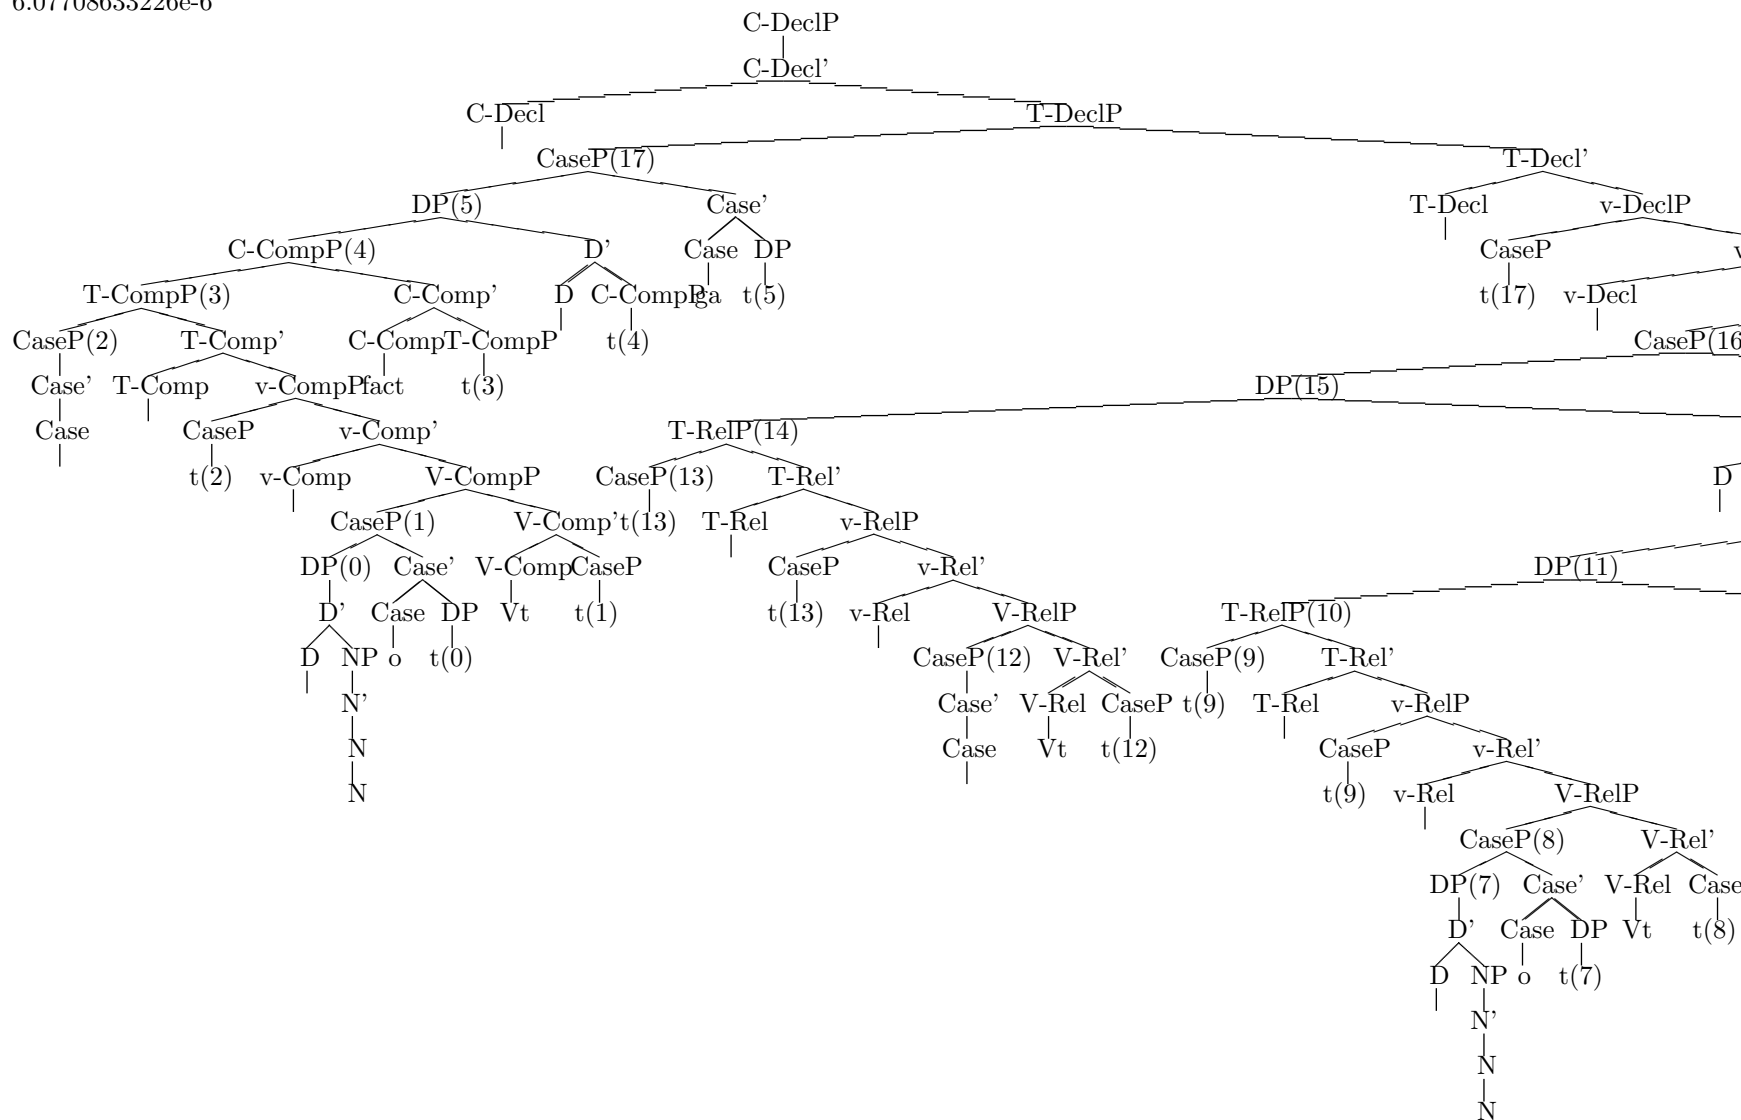 6.07708633226e-6
C-DeclP
C-Decl'
C-Decl T-DeclP
CaseP(17) T-Decl'
DP(5) Case' T-Decl v-DeclP
C-CompP(4) D' Case DP CaseP v
T-CompP(3) C-Comp' D C-CompP ga t(5) t(17) v-Decl
CaseP(2) T-Comp' C-Comp T-CompP t(4) CaseP(16
Case' T-Comp v-CompP fact t(3) DP(15)
Case CaseP v-Comp' T-RelP(14)
t(2) v-Comp V-CompP CaseP(13) T-Rel' D
CaseP(1) V-Comp' t(13) T-Rel v-RelP
DP(0) Case' V-Comp CaseP CaseP v-Rel' DP(11)
D' Case DP Vt t(1) t(13) v-Rel V-RelP T-RelP(10)
D NP o t(0) CaseP(12) V-Rel' CaseP(9) T-Rel'
N' Case' V-Rel CaseP t(9) T-Rel v-RelP
N Case Vt t(12) CaseP v-Rel'
N t(9) v-Rel V-RelP
CaseP(8) V-Rel'
DP(7) Case' V-Rel Case
D' Case DP Vt t(8)
D NP o t(7)
N'
N
N